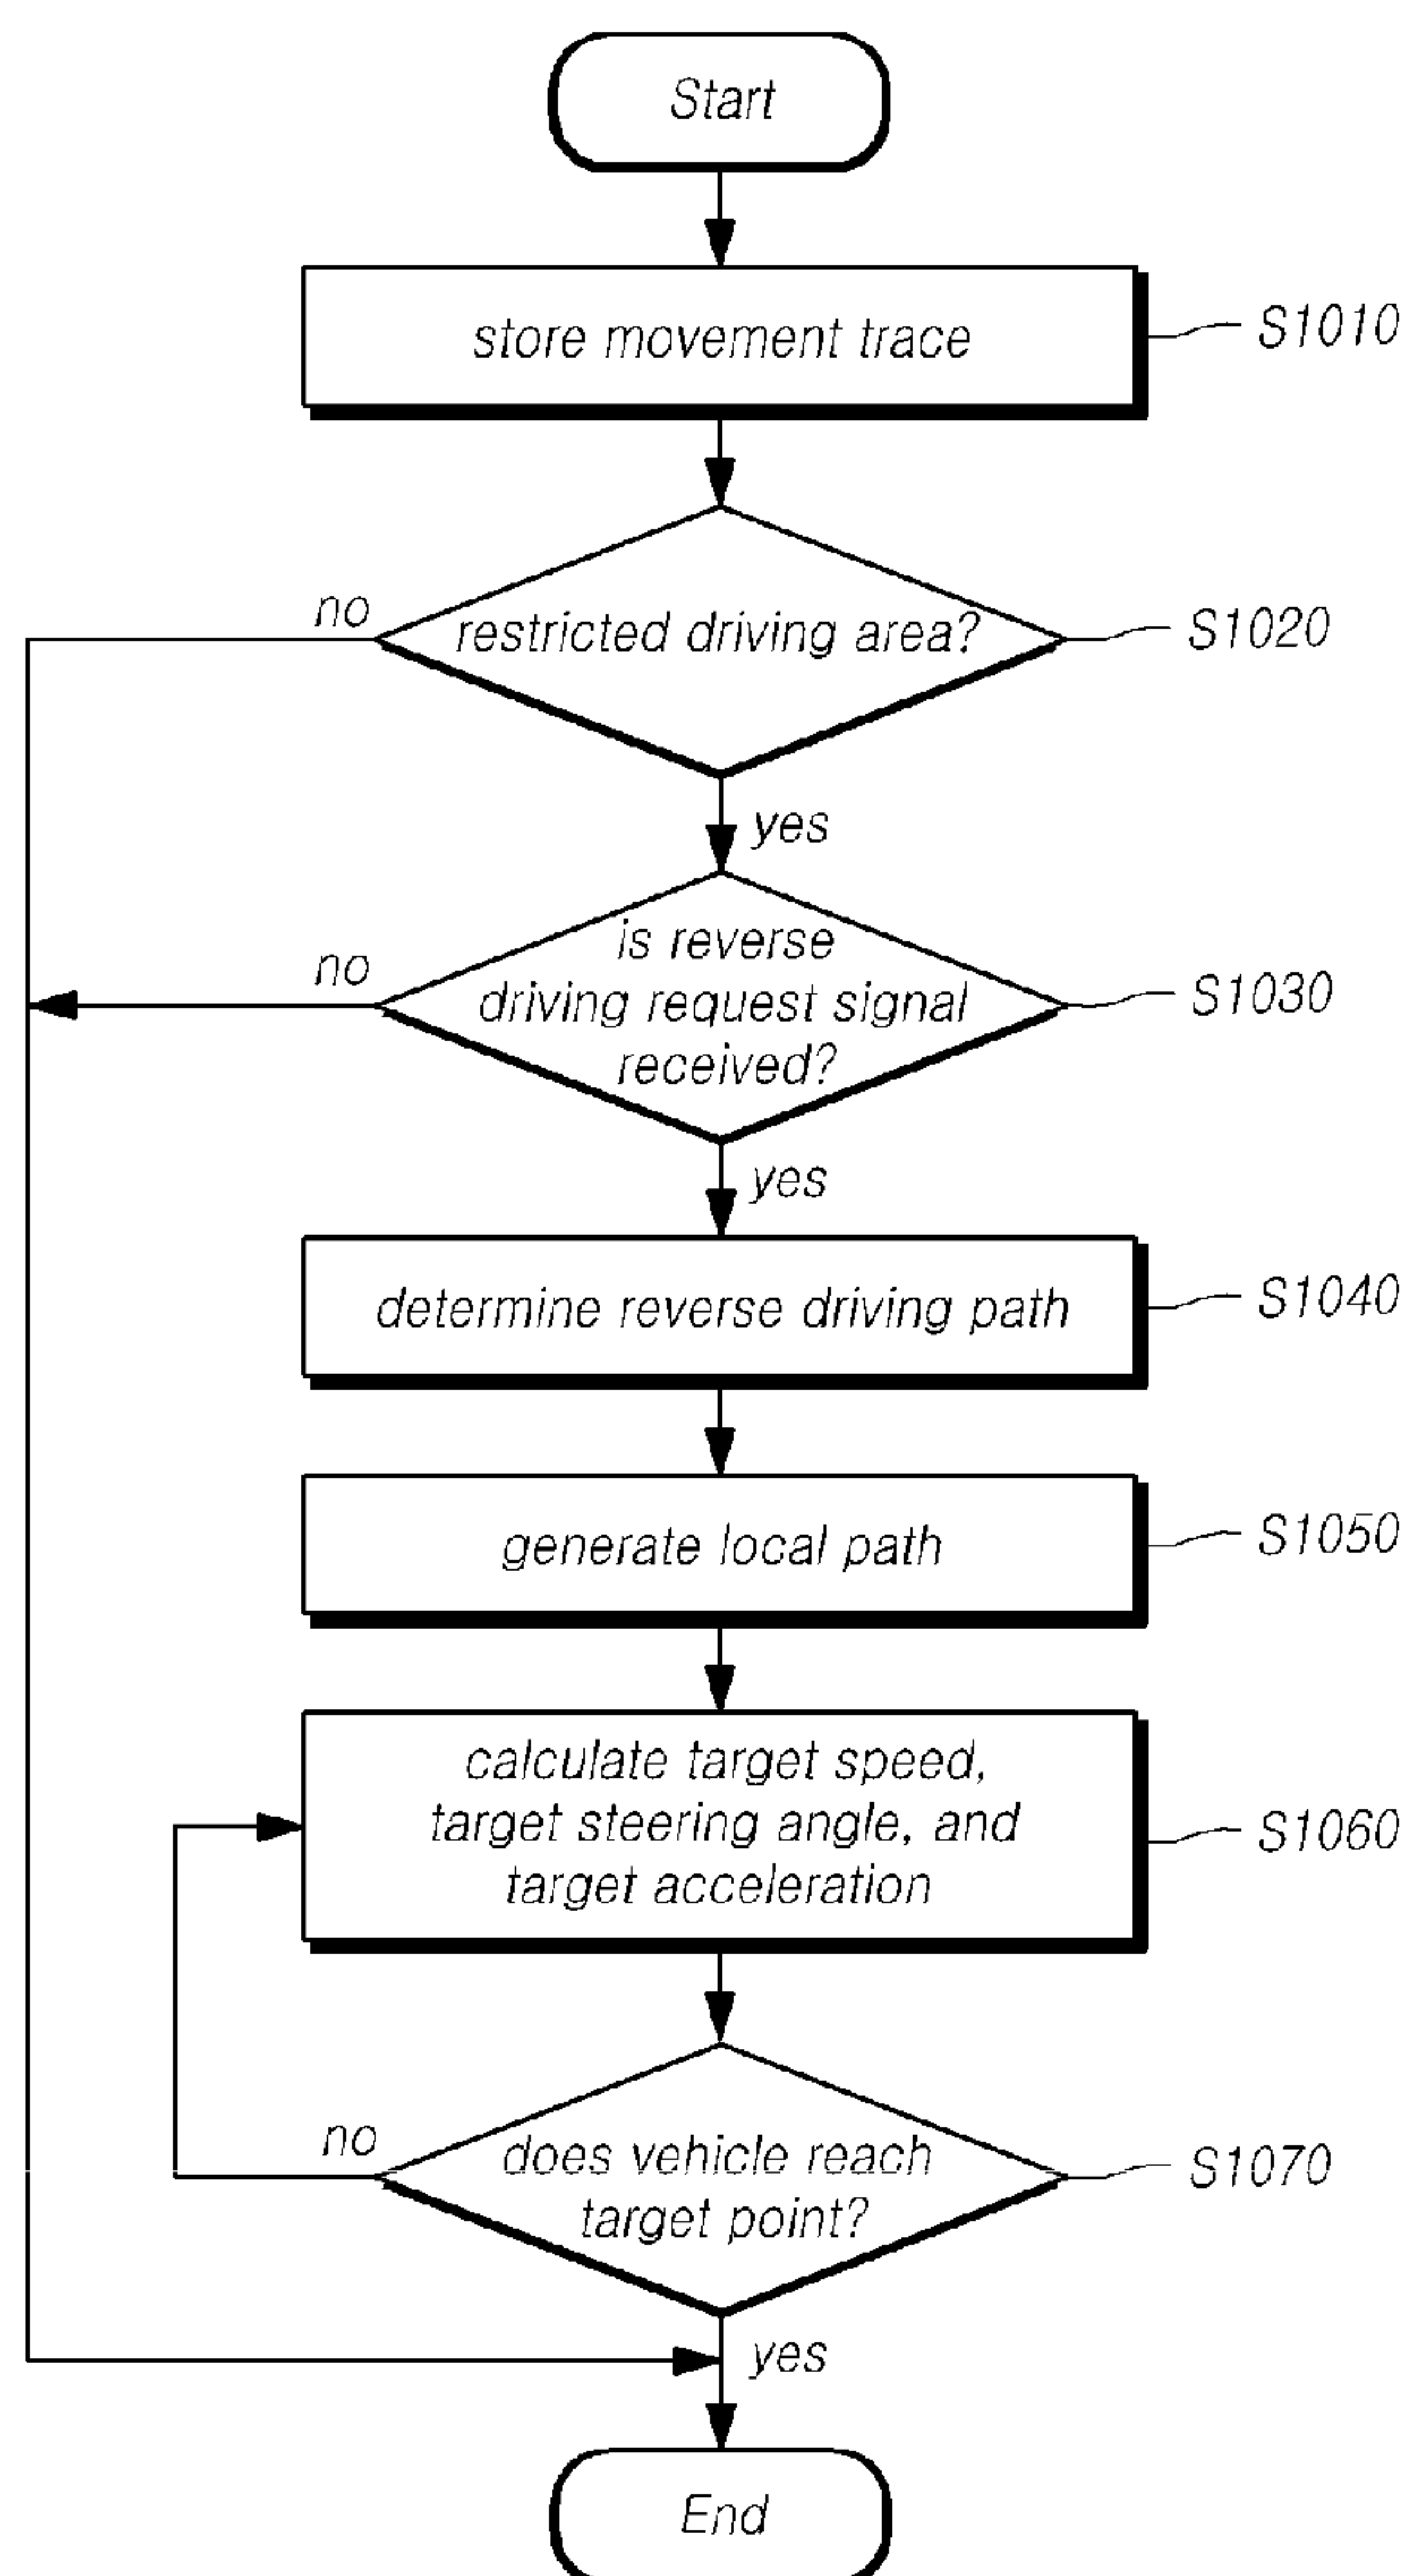 Start
store movement trace
S1010
restricted driving area?
no
S1020
yes
is reverse
driving request signal
received?
no
S1030
yes
determine reverse driving path
S1040
generate local path
S1050
calculate target speed,
target steering angle, and
target acceleration
S1060
does vehicle reach
target point?
no
S1070
yes
End